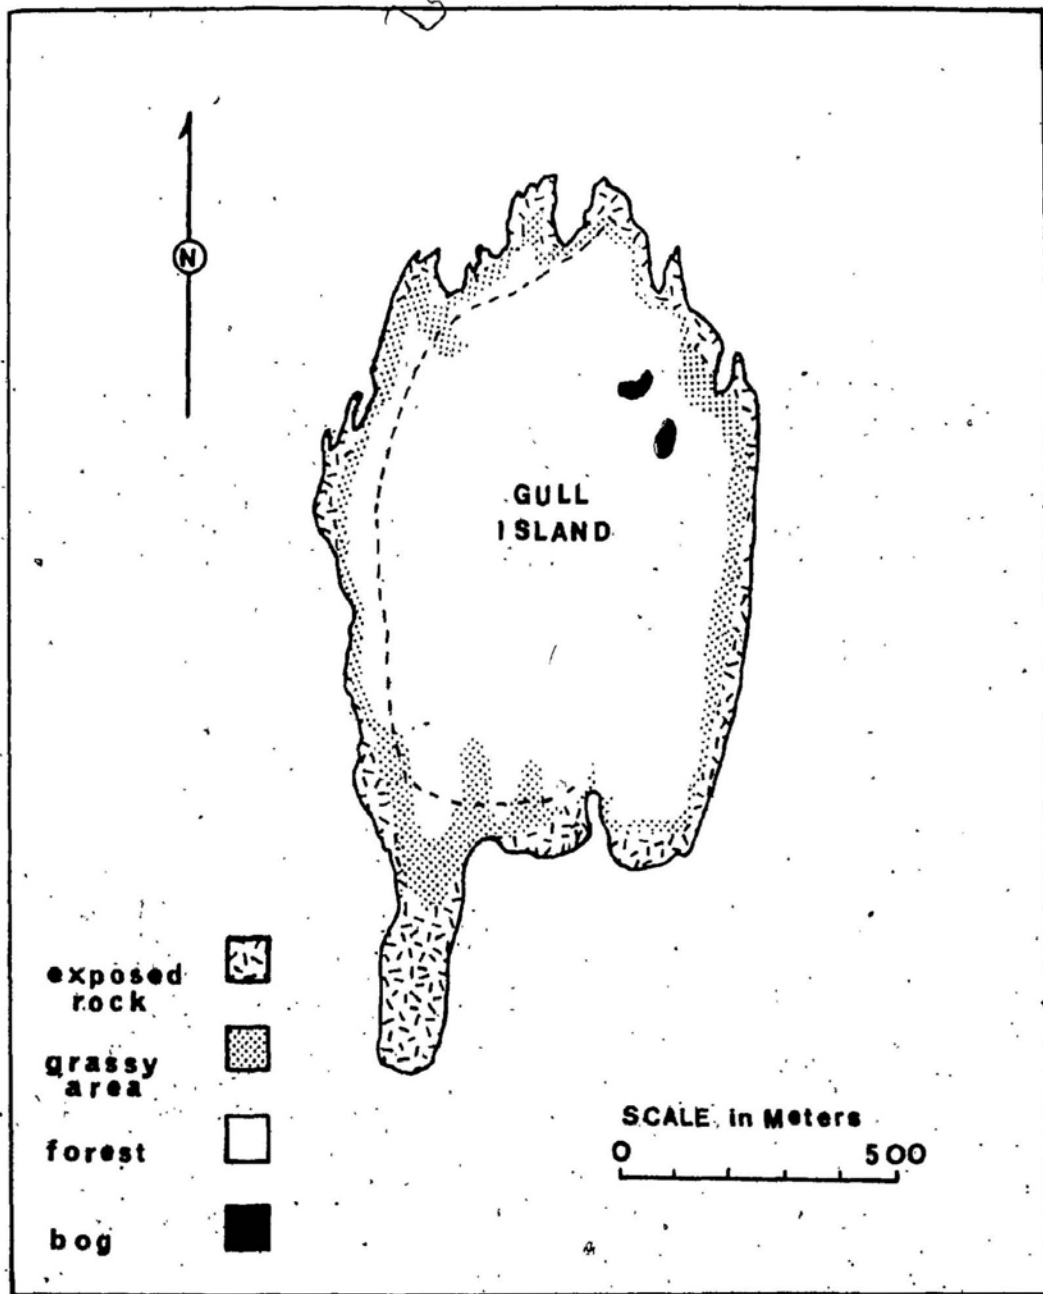 N
GULL
ISLAND
exposed
rock
grassy
area
forest
bog
SCALE in Meters
0 500